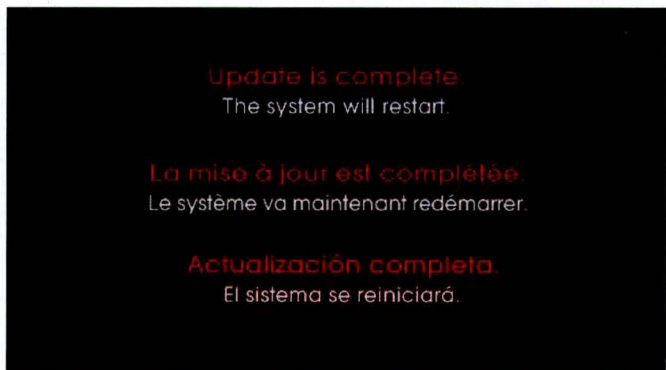 Update is complete.
The system will restart.
La mise à jour est complétée.
Le système va maintenant redémarrer.
Actualización completa.
El sistema se reiniciará.